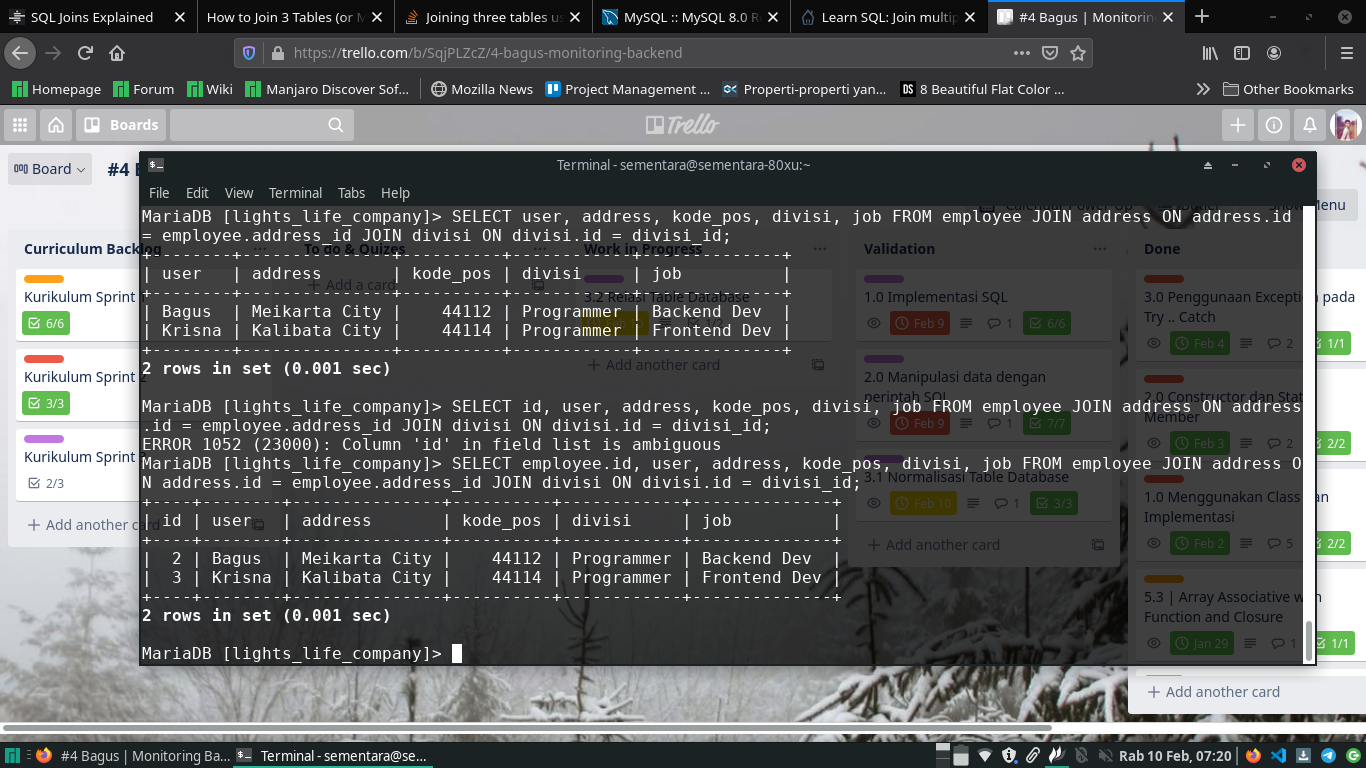 SQL Joins Explained
How to Join 3 Tables (or M
Joining three tables us
MySQL :: MySQL 8.0 R
Learn SQL: Join multip
#4 Bagus | Monitorin
https://trello.com/b/SqjPLZcZ/4-bagus-monitoring-backend
Homepage
Forum
Wiki
Manjaro Discover Sof...
Mozilla News
Project Management ...
Properti-properti yan...
DS 8 Beautiful Flat Color ...
Other Bookmarks
Boards
Trello
Board
#4 B
Terminal - sementara@sementara-80xu:~
File Edit View Terminal Tabs Help
Calendar Power-Up
Menu
MariaDB [lights_life_company]> SELECT user, address, kode_pos, divisi, job FROM employee JOIN address ON address.id
= employee.address_id JOIN divisi ON divisi.id = divisi_id;
+--------+---------------+----------+------------+--------------+
| user | address | kode_pos | divisi | job |
+--------+---------------+----------+------------+--------------+
| Bagus | Meikarta City | 44112 | Programmer | Backend Dev |
| Krisna | Kalibata City | 44114 | Programmer | Frontend Dev |
+--------+---------------+----------+------------+--------------+
2 rows in set (0.001 sec)
MariaDB [lights_life_company]> SELECT id, user, address, kode_pos, divisi, job FROM employee JOIN address ON address
.id = employee.address_id JOIN divisi ON divisi.id = divisi_id;
ERROR 1052 (23000): Column 'id' in field list is ambiguous
MariaDB [lights_life_company]> SELECT employee.id, user, address, kode_pos, divisi, job FROM employee JOIN address O
N address.id = employee.address_id JOIN divisi ON divisi.id = divisi_id;
+----+--------+---------------+----------+------------+--------------+
| id | user | address | kode_pos | divisi | job |
+----+--------+---------------+----------+------------+--------------+
| 2 | Bagus | Meikarta City | 44112 | Programmer | Backend Dev |
| 3 | Krisna | Kalibata City | 44114 | Programmer | Frontend Dev |
+----+--------+---------------+----------+------------+--------------+
2 rows in set (0.001 sec)
MariaDB [lights_life_company]>
Curriculum Backlog
Kurikulum Sprint 1
6/6
Kurikulum Sprint 2
3/3
Kurikulum Sprint
2/3
Add another card
To do & Quizes
Add a card
Work in Progress
3.2 Relasi Table Database
Add another card
Validation
1.0 Implementasi SQL
Feb 9
1
6/6
2.0 Manipulasi data dengan
perintah SQL
Feb 9
1
7/7
3.1 Normalisasi Table Database
Feb 10
1
3/3
Add another card
Done
3.0 Penggunaan Exception pada
Try .. Catch
Feb 4
2
1/1
2.0 Constructor dan Stat
Member
Feb 3
2
2/2
1.0 Menggunakan Class dan
Implementasi
Feb 2
5
2/2
5.3 | Array Associative with
Function and Closure
Jan 29
1
1/1
Add another card
#4 Bagus | Monitoring Ba...
Terminal - sementara@se...
Rab 10 Feb, 07:20